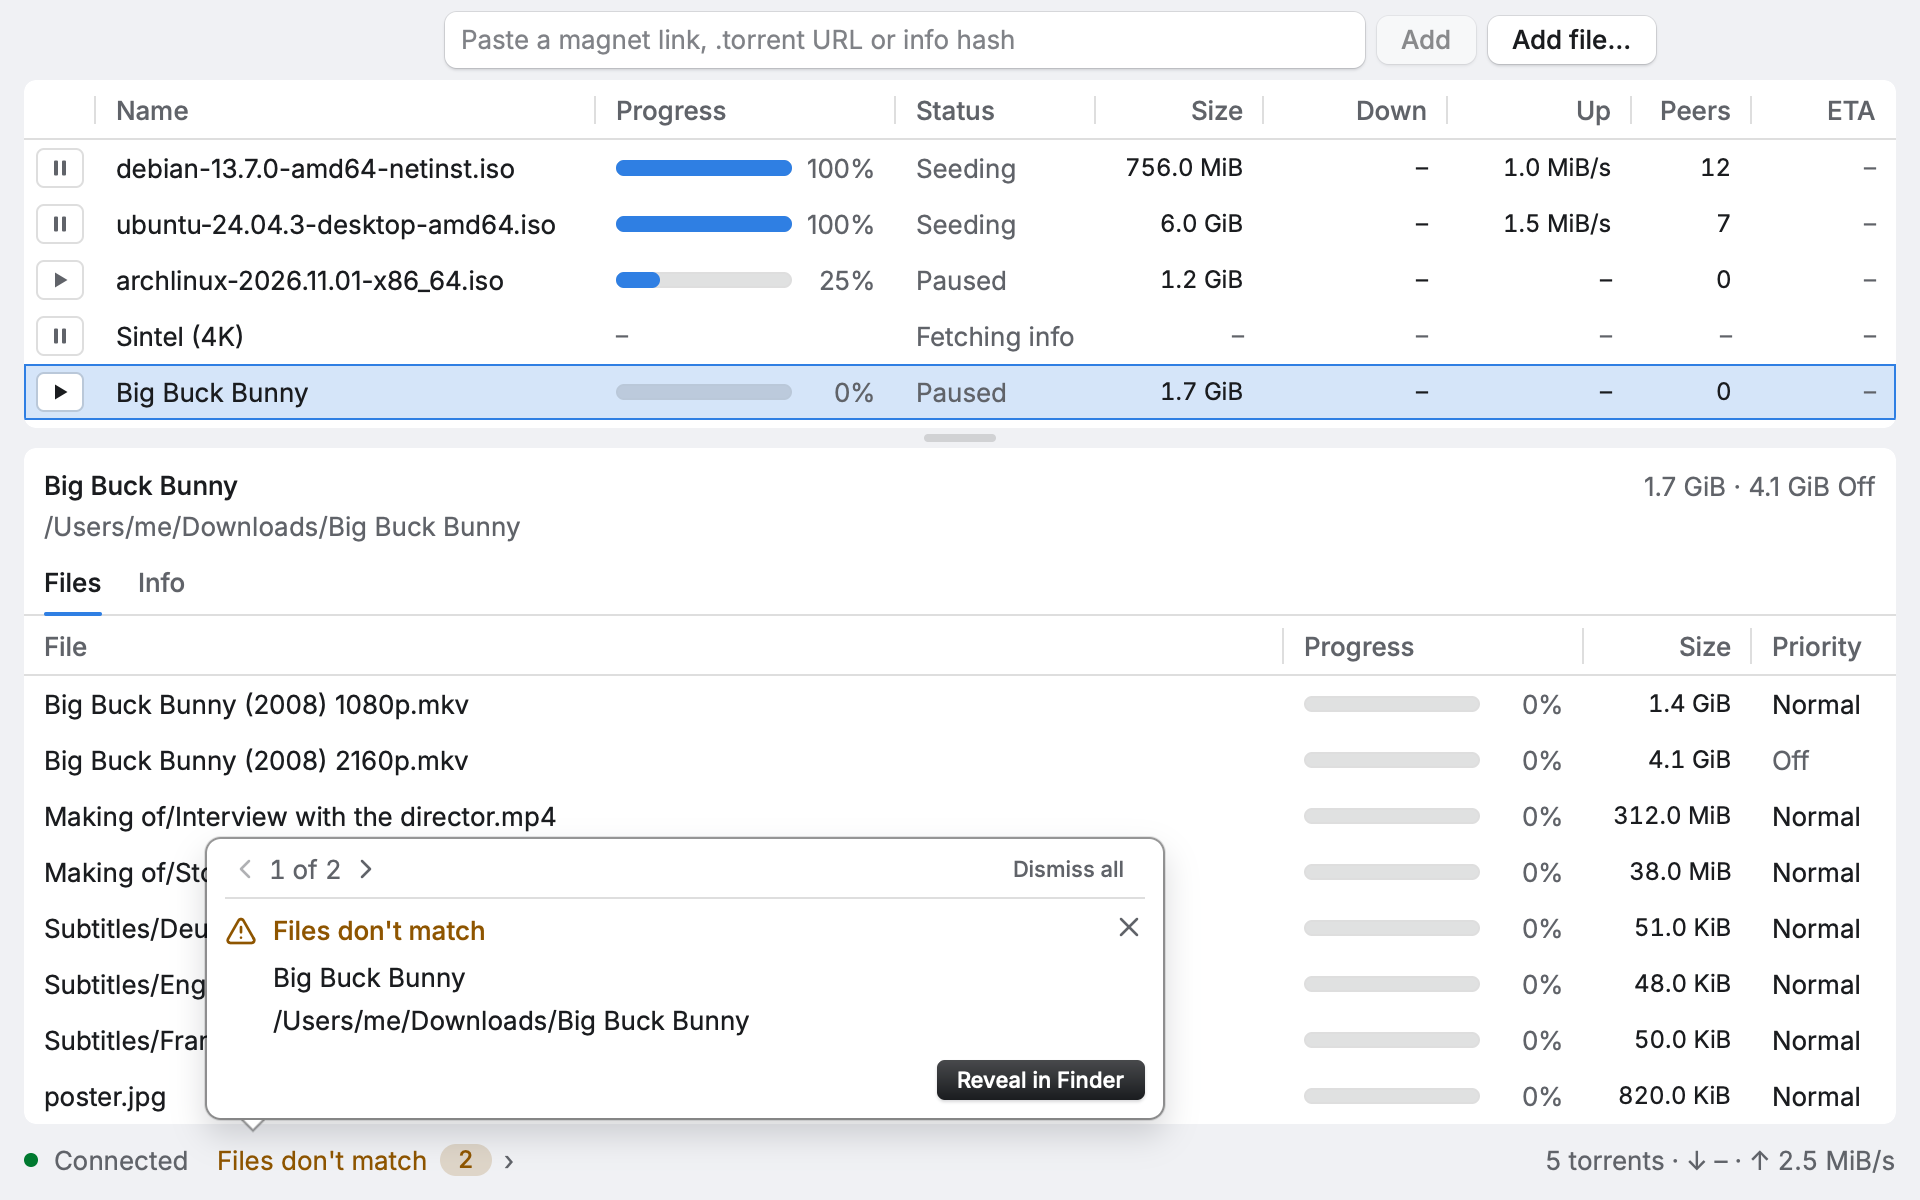 Paste a magnet link, .torrent URL or info hash Add Add file...
Name Progress Status Size Down Up Peers ETA
debian-13.7.0-amd64-netinst.iso 100% Seeding 756.0 MiB – 1.0 MiB/s 12 –
ubuntu-24.04.3-desktop-amd64.iso 100% Seeding 6.0 GiB – 1.5 MiB/s 7 –
archlinux-2026.11.01-x86_64.iso 25% Paused 1.2 GiB – – 0 –
Sintel (4K) – Fetching info – – – – –
Big Buck Bunny 0% Paused 1.7 GiB – – 0 –
Big Buck Bunny 1.7 GiB · 4.1 GiB Off
/Users/me/Downloads/Big Buck Bunny
Files Info
File Progress Size Priority
Big Buck Bunny (2008) 1080p.mkv 0% 1.4 GiB Normal
Big Buck Bunny (2008) 2160p.mkv 0% 4.1 GiB Off
Making of/Interview with the director.mp4 0% 312.0 MiB Normal
Making of/ 0% 38.0 MiB Normal
Subtitles/ 0% 51.0 KiB Normal
Subtitles/ 0% 48.0 KiB Normal
Subtitles/ 0% 50.0 KiB Normal
poster.jpg 0% 820.0 KiB Normal
1 of 2 Dismiss all
Files don't match
Big Buck Bunny
/Users/me/Downloads/Big Buck Bunny
Reveal in Finder
Connected Files don't match 2 › 5 torrents · ↓ – · ↑ 2.5 MiB/s